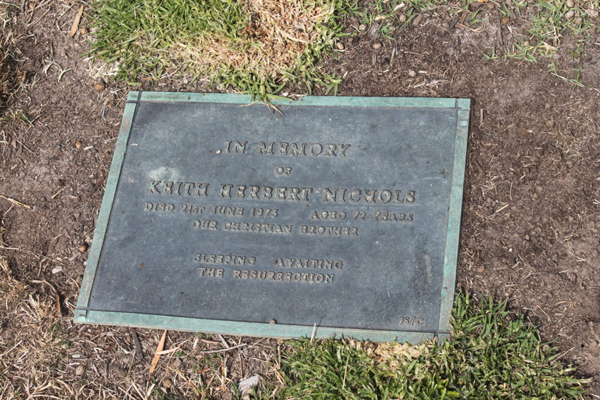 IN MEMORY
OF
KEITH HERBERT NICHOLS
DIED 21ST JUNE 1973 AGED 72 YEARS
OUR CHRISTIAN BROTHER
SLEEPING AWAITING
THE RESURRECTION